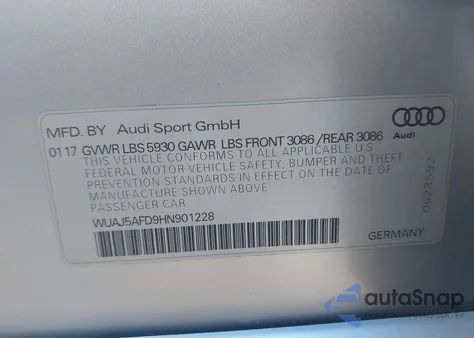 MFD. BY Audi Sport GmbH
0117 GVWR LBS 5930 GAWR LBS FRONT 3086 /REAR 3086
THIS VEHICLE CONFORMS TO ALL APPLICABLE
FEDERAL MOTOR VEHICLE SAFETY, BUMPER AND THEFT
PREVENTION STANDARDS IN EFFECT ON THE DATE OF
MANUFACTURE SHOWN ABOVE
PASSENGER CAR
WUAJ5AFD9HN901228
Audi
0623592
GERMANY
autoSnap